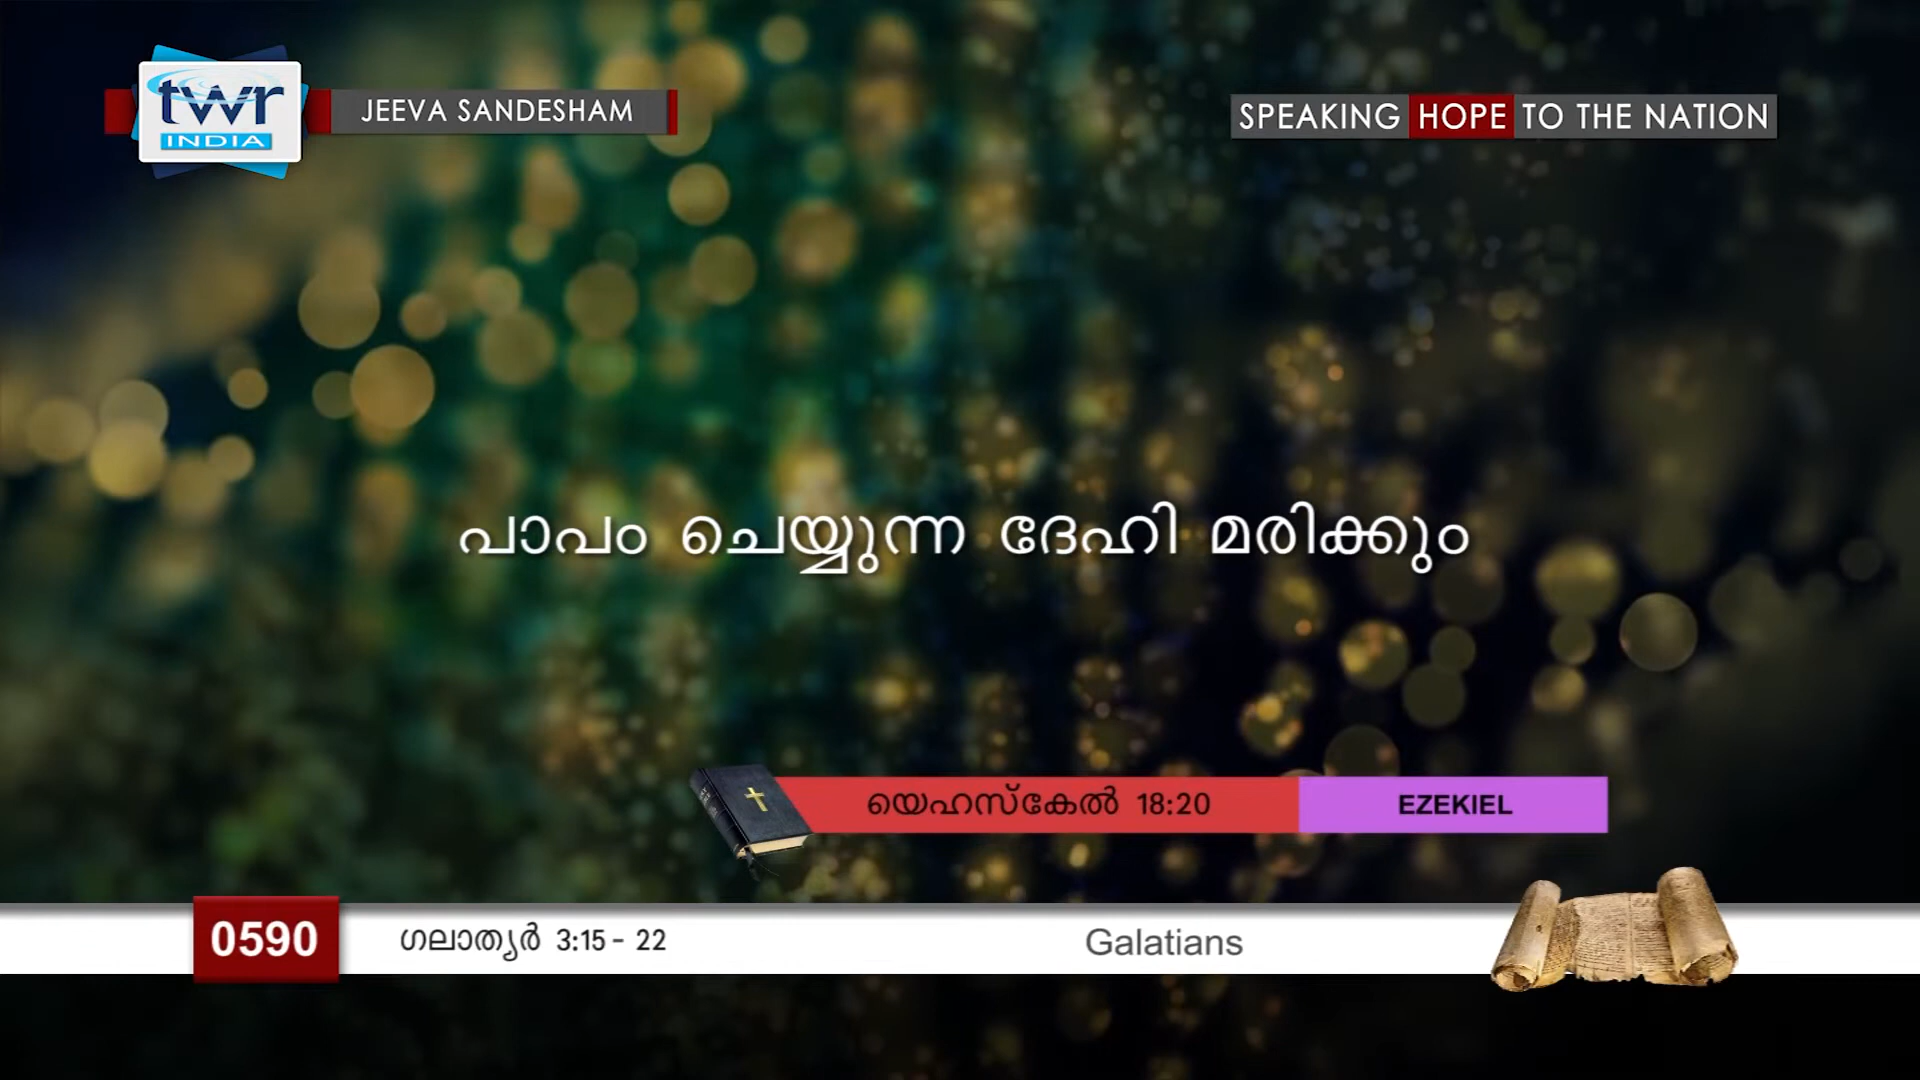 twr
INDIA
JEEVA SANDESHAM
SPEAKING HOPE TO THE NATION
പാപം ചെയ്യുന്ന ദേഹി മരിക്കും
യെഹസ്കേൽ 18:20
EZEKIEL
0590
ഗലാത്യർ 3:15- 22
Galatians